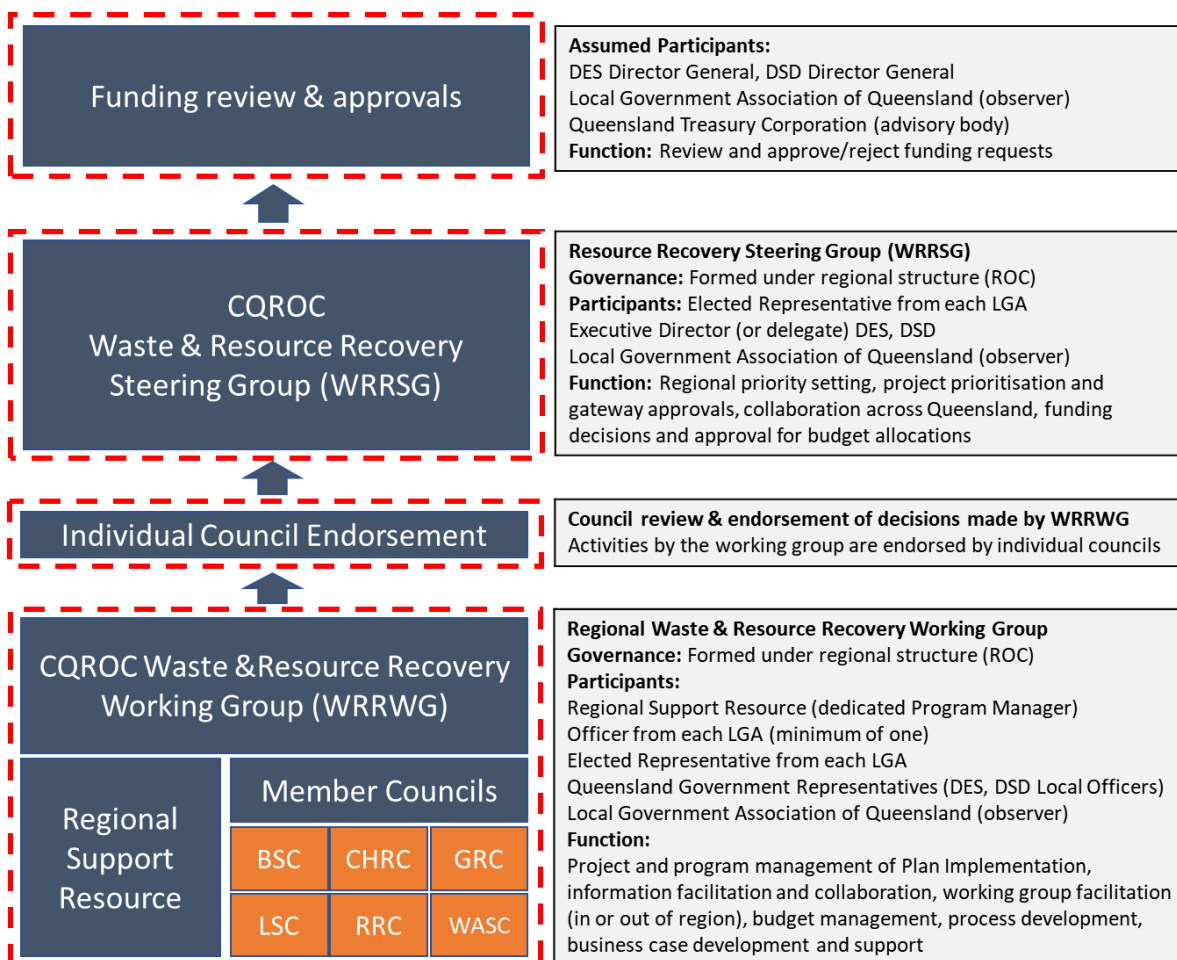 Funding review & approvals
Assumed Participants:
DES Director General, DSD Director General
Local Government Association of Queensland (observer)
Queensland Treasury Corporation (advisory body)
Function: Review and approve/reject funding requests
CQROC
Waste & Resource Recovery
Steering Group (WRRSG)
Resource Recovery Steering Group (WRRSG)
Governance: Formed under regional structure (ROC)
Participants: Elected Representative from each LGA
Executive Director (or delegate) DES, DSD
Local Government Association of Queensland (observer)
Function: Regional priority setting, project prioritisation and
gateway approvals, collaboration across Queensland, funding
decisions and approval for budget allocations
Individual Council Endorsement
Council review & endorsement of decisions made by WRRWG
Activities by the working group are endorsed by individual councils
CQROC Waste &Resource Recovery
Working Group (WRRWG)
Regional
Support
Resource
Member Councils
BSC CHRC GRC
LSC RRC WASC
Regional Waste & Resource Recovery Working Group
Governance: Formed under regional structure (ROC)
Participants:
Regional Support Resource (dedicated Program Manager)
Officer from each LGA (minimum of one)
Elected Representative from each LGA
Queensland Government Representatives (DES, DSD Local Officers)
Local Government Association of Queensland (observer)
Function:
Project and program management of Plan Implementation,
information facilitation and collaboration, working group facilitation
(in or out of region), budget management, process development,
business case development and support